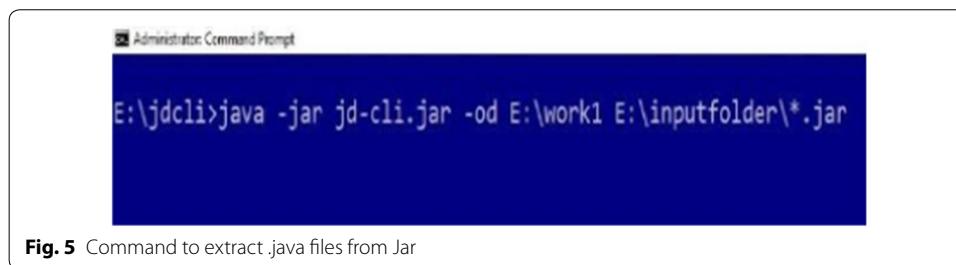 Administrator: Command Prompt
E:\jdcli>java -jar jd-cli.jar -od E:\work1 E:\inputfolder\*.jar
Fig. 5 Command to extract .java files from Jar